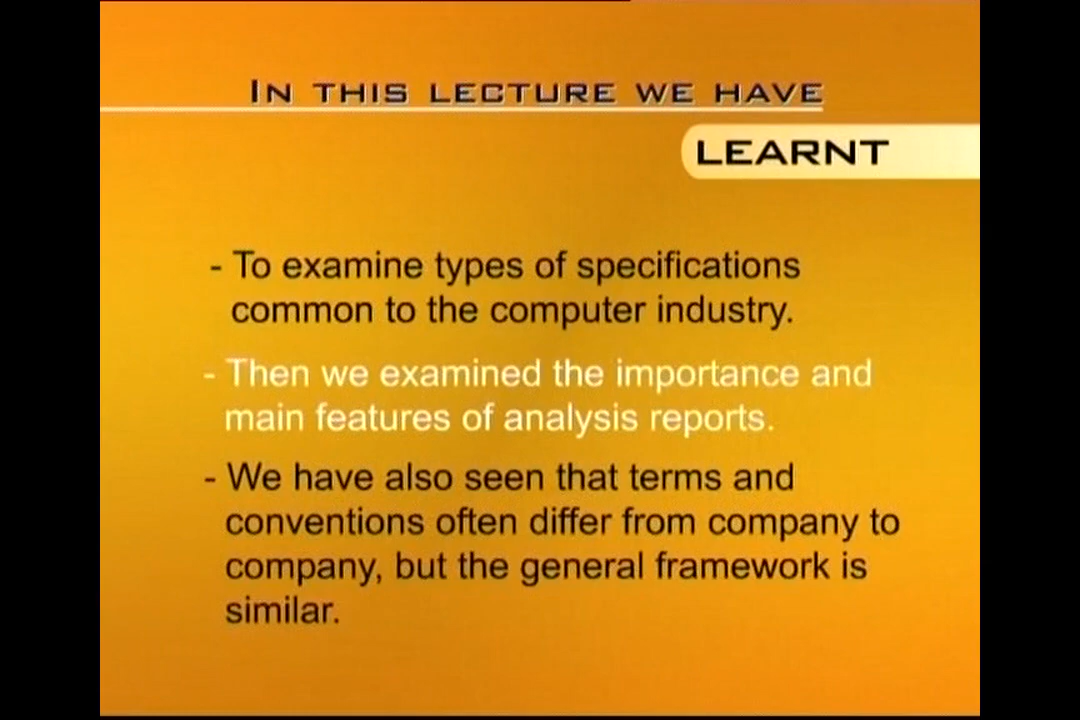 IN THIS LECTURE WE HAVE
LEARNT
- To examine types of specifications
common to the computer industry.
- Then we examined the importance and
main features of analysis reports.
- We have also seen that terms and
conventions often differ from company to
company, but the general framework is
similar.